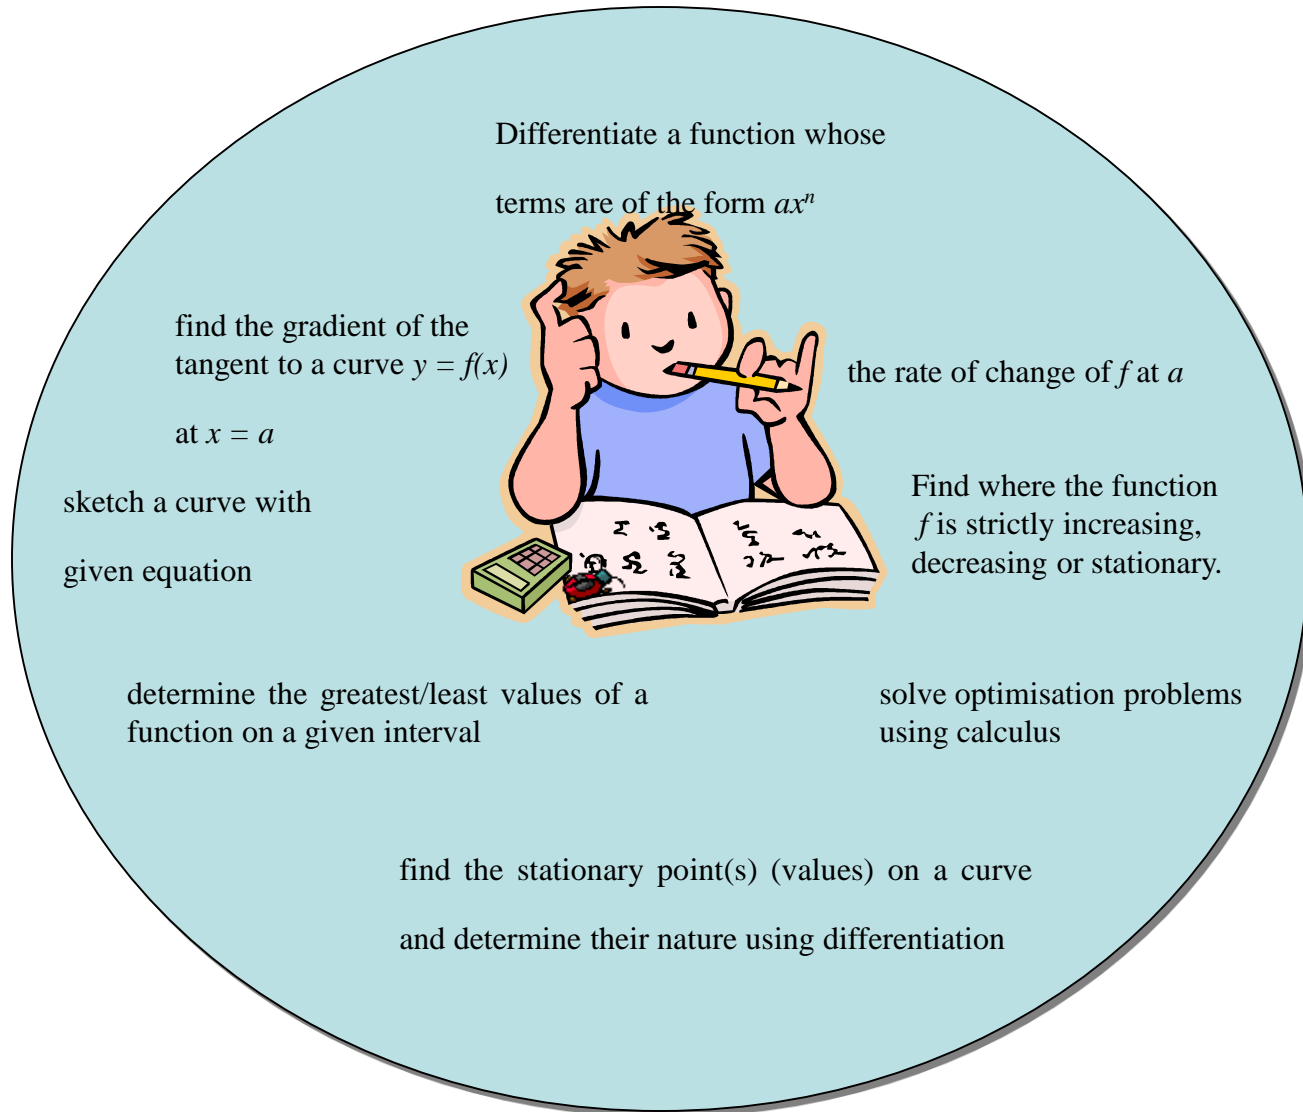 Differentiate a function whose
terms are of the form axⁿ
find the gradient of the
tangent to a curve y = f(x)
at x = a
the rate of change of f at a
sketch a curve with
given equation
Find where the function
f is strictly increasing,
decreasing or stationary.
determine the greatest/least values of a
function on a given interval
solve optimisation problems
using calculus
find the stationary point(s) (values) on a curve
and determine their nature using differentiation